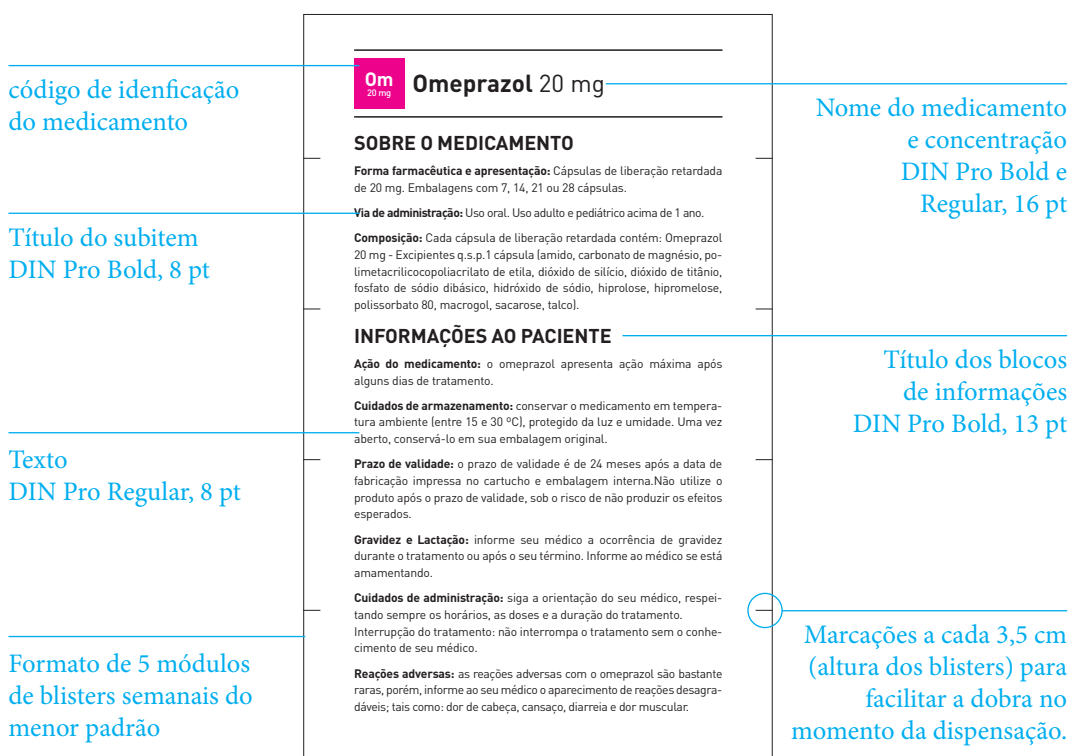 código de idenficação
do medicamento
Título do subitem
DIN Pro Bold, 8 pt
Texto
DIN Pro Regular, 8 pt
Formato de 5 módulos
de blisters semanais do
menor padrão
Om
20 mg
Omeprazol 20 mg
SOBRE O MEDICAMENTO
Forma farmacêutica e apresentação: Cápsulas de liberação retardada
de 20 mg. Embalagens com 7, 14, 21 ou 28 cápsulas.
Via de administração: Uso oral. Uso adulto e pediátrico acima de 1 ano.
Composição: Cada cápsula de liberação retardada contém: Omeprazol
20 mg - Excipientes q.s.p.1 cápsula (amido, carbonato de magnésio, po-
limetacrilicocopoliacrilato de etila, dióxido de silício, dióxido de titânio,
fosfato de sódio dibásico, hidróxido de sódio, hiprolose, hipromelose,
polissorbato 80, macrogol, sacarose, talco).
INFORMAÇÕES AO PACIENTE
Ação do medicamento: o omeprazol apresenta ação máxima após
alguns dias de tratamento.
Cuidados de armazenamento: conservar o medicamento em tempera-
tura ambiente (entre 15 e 30 ºC), protegido da luz e umidade. Uma vez
aberto, conservá-lo em sua embalagem original.
Prazo de validade: o prazo de validade é de 24 meses após a data de
fabricação impressa no cartucho e embalagem interna.Não utilize o
produto após o prazo de validade, sob o risco de não produzir os efeitos
esperados.
Gravidez e Lactação: informe seu médico a ocorrência de gravidez
durante o tratamento ou após o seu término. Informe ao médico se está
amamentando.
Cuidados de administração: siga a orientação do seu médico, respei-
tando sempre os horários, as doses e a duração do tratamento.
Interrupção do tratamento: não interrompa o tratamento sem o conhe-
cimento de seu médico.
Reações adversas: as reações adversas com o omeprazol são bastante
raras, porém, informe ao seu médico o aparecimento de reações desagra-
dáveis; tais como: dor de cabeça, cansaço, diarreia e dor muscular.
Nome do medicamento
e concentração
DIN Pro Bold e
Regular, 16 pt
Título dos blocos
de informações
DIN Pro Bold, 13 pt
Marcações a cada 3,5 cm
(altura dos blisters) para
facilitar a dobra no
momento da dispensação.